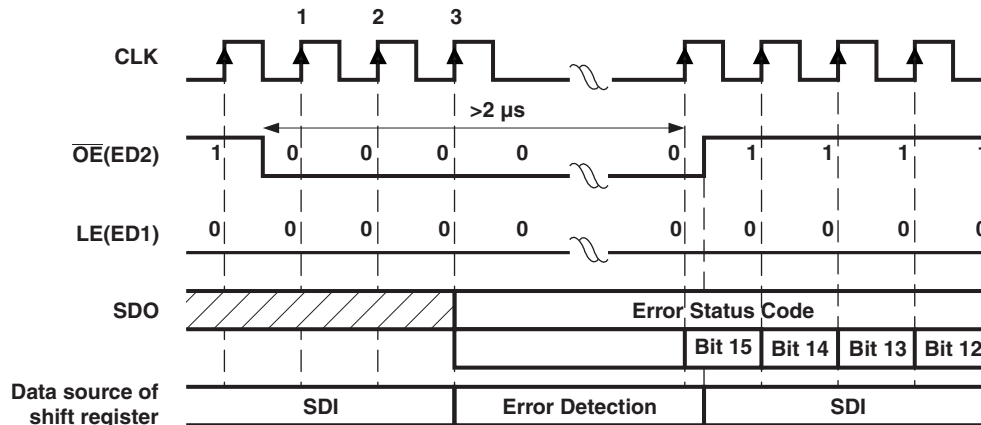 1 2 3
CLK
>2 µs
OE(ED2) 1 0 0 0 0 0 1 1 1
LE(ED1) 0 0 0 0 0 0 0 0 0 0
SDO Error Status Code
Bit 15 Bit 14 Bit 13 Bit 12
Data source of
shift register SDI Error Detection SDI